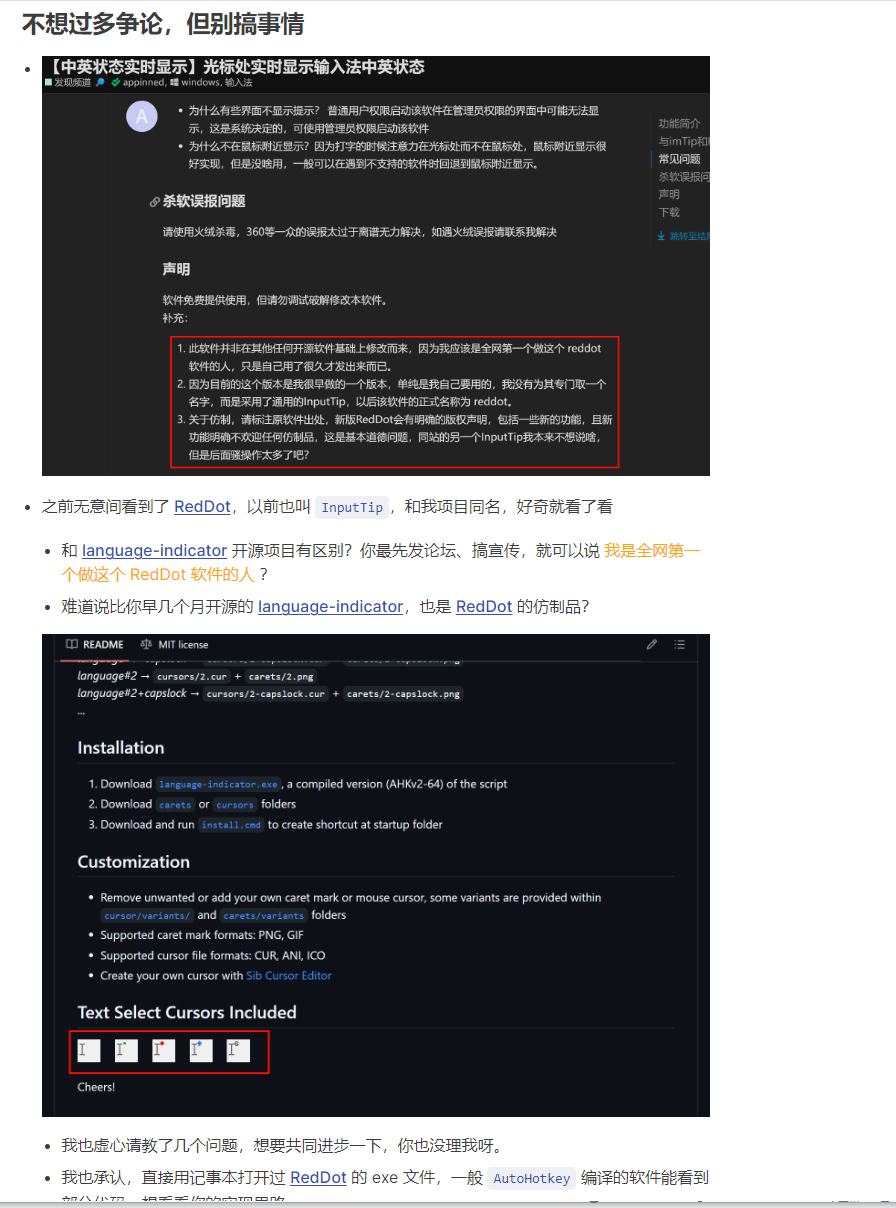 不想过多争论，但别搞事情
【中英状态实时显示】光标处实时显示输入法中英状态
发现频道 appinned, windows, 输入法
A
为什么有些界面不显示提示？ 普通用户权限启动该软件在管理员权限的界面中可能无法显
示，这是系统决定的，可使用管理员权限启动该软件
为什么不在鼠标附近显示？因为打字的时候注意力在光标处而不在鼠标处，鼠标附近显示很
好实现，但是没啥用，一般可以在遇到不支持的软件时回退到鼠标附近显示。
功能简介
与imTip和
常见问题
杀软误报问
声明
下载
跳转至结
杀软误报问题
请使用火绒杀毒，360等一众的误报太过于离谱无力解决，如遇火绒误报请联系我解决
声明
软件免费提供使用，但请勿调试破解修改本软件。
补充：
1. 此软件并非在其他任何开源软件基础上修改而来，因为我应该是全网第一个做这个 reddot
软件的人，只是自己用了很久才发出来而已。
2. 因为目前的这个版本是我很早做的一个版本，单纯是我自己要用的，我没有为其专门取一个
名字，而是采用了通用的InputTip，以后该软件的正式名称为 reddot。
3. 关于仿制，请标注原软件出处，新版RedDot会有明确的版权声明，包括一些新的功能，且新
功能明确不欢迎任何仿制品，这是基本道德问题，同站的另一个InputTip我本来不想说啥，
但是后面骚操作太多了吧？
之前无意间看到了 RedDot，以前也叫 InputTip，和我项目同名，好奇就看了看
和 language-indicator 开源项目有区别？你最先发论坛、搞宣传，就可以说 我是全网第一
个做这个 RedDot 软件的人？
难道说比你早几个月开源的 language-indicator，也是 RedDot 的仿制品？
README MIT license
language#2 → cursors/2.cur + carets/2.png
language#2+capslock → cursors/2-capslock.cur + carets/2-capslock.png
...
Installation
1. Download language-indicator.exe, a compiled version (AHKv2-64) of the script
2. Download carets or cursors folders
3. Download and run install.cmd to create shortcut at startup folder
Customization
Remove unwanted or add your own caret mark or mouse cursor, some variants are provided within
cursor/variants/ and carets/variants folders
Supported caret mark formats: PNG, GIF
Supported cursor file formats: CUR, ANI, ICO
Create your own cursor with Sib Cursor Editor
Text Select Cursors Included
Cheers!
我也虚心请教了几个问题，想要共同进步一下，你也没理我呀。
我也承认，直接用记事本打开过 RedDot 的 exe 文件，一般 AutoHotkey 编译的软件能看到